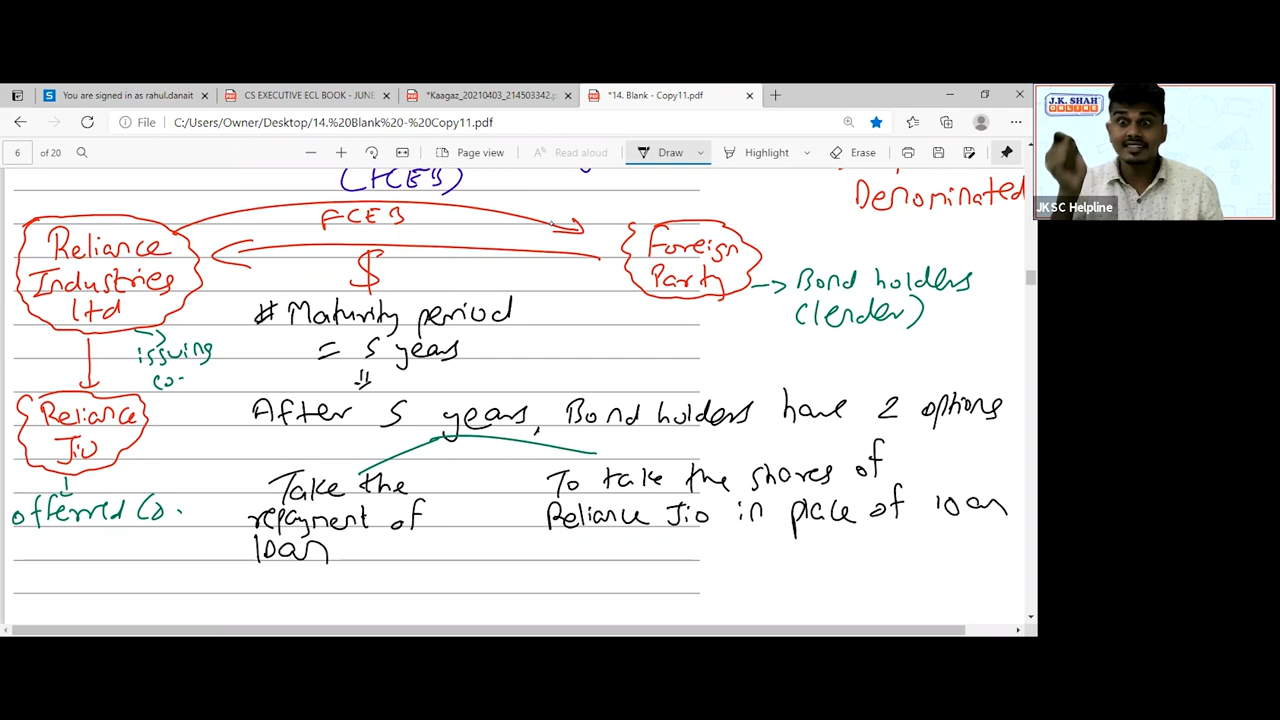 You are signed in as rahul.danait
CS EXECUTIVE ECL BOOK - JUNE
*Kaagaz_20210403_214503342.p
*14. Blank - Copy11.pdf
File C:/Users/Owner/Desktop/14.%20Blank%20-%20Copy11.pdf
6 of 20
Page view
Read aloud
Draw
Highlight
Erase
J.K. SHAH
ONLINE
JKSC Helpline
(FCEB)
Denominated
FCEB
Reliance
Industries
Ltd
Foreign
Party
$
Bond holders
(lender)
# Maturity period
= 5 years
issuing
co.
After 5 years, Bond holders have 2 options
Reliance
Jio
offerred Co.
Take the
repayment of
loan
To take the shares of
Reliance Jio in place of loan